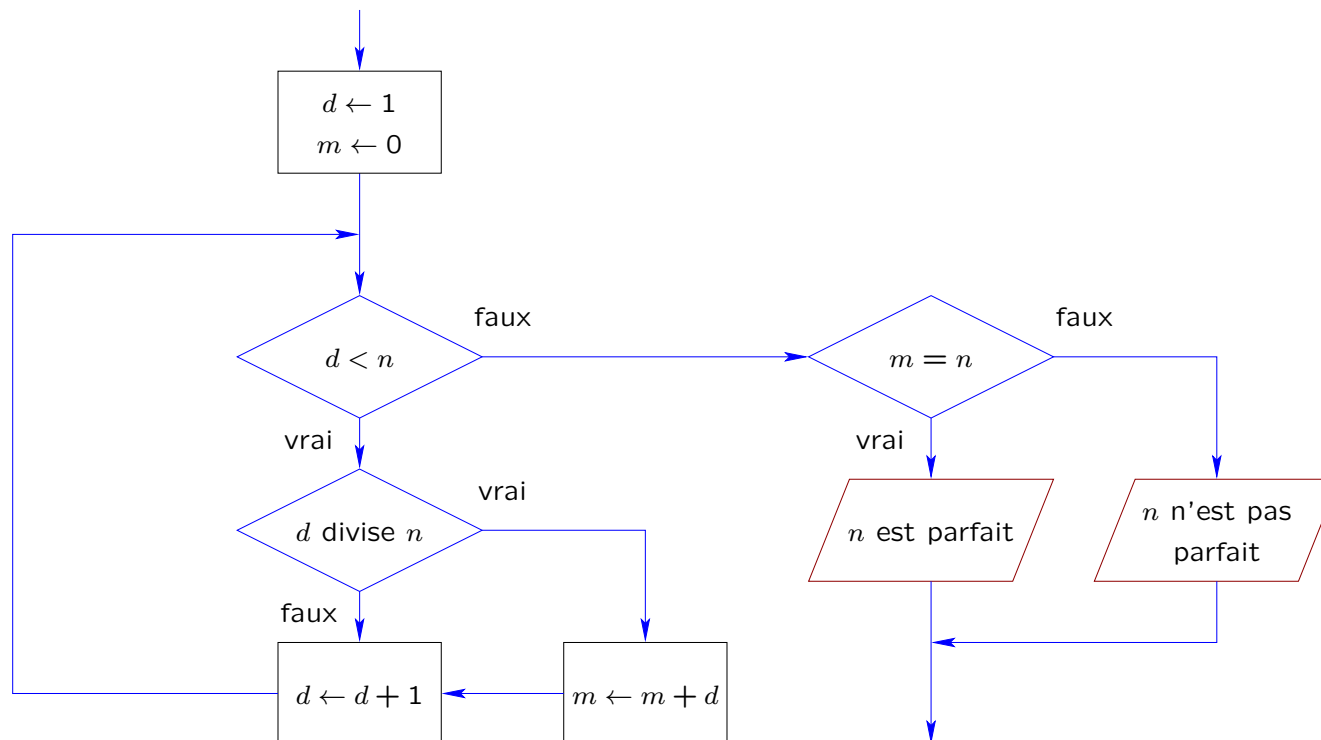 d ← 1
m ← 0
d < n
faux
m = n
faux
vrai
vrai
d divise n
vrai
n est parfait
n n'est pas
parfait
faux
d ← d + 1
m ← m + d